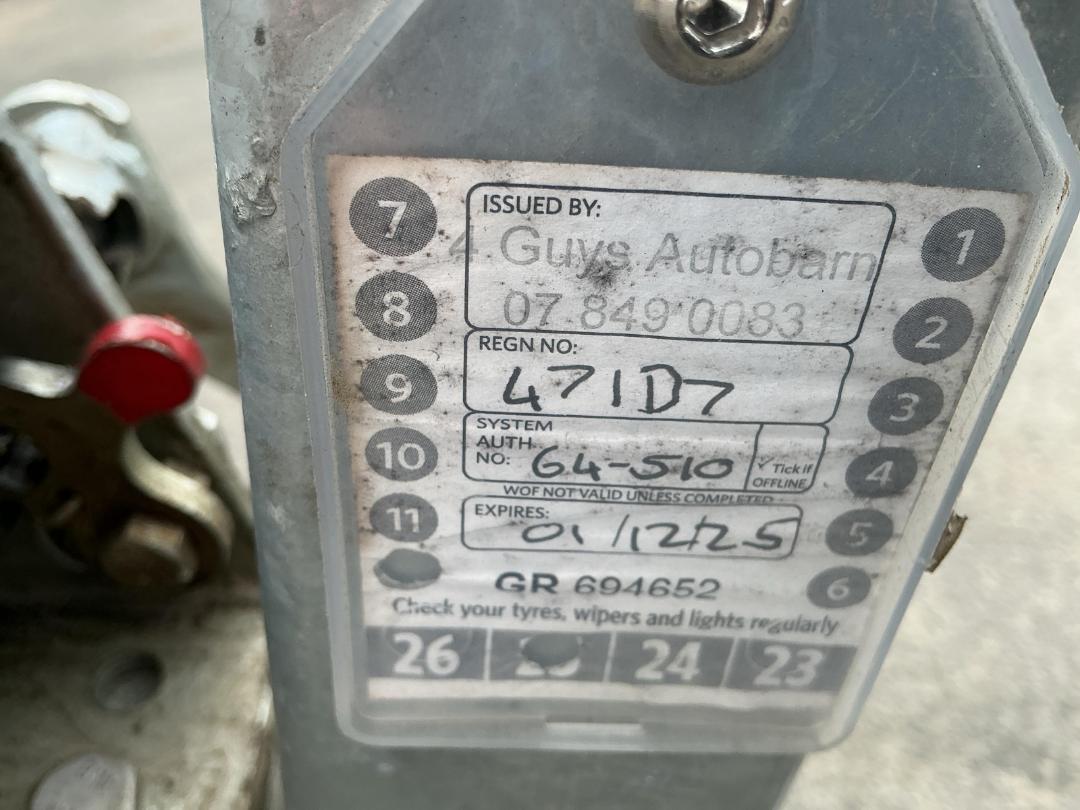 ISSUED BY:
4 Guys Autobarn
07 849 0083
REGN NO:
471D7
SYSTEM
AUTH
NO: 64-510
✓ Tick if
OFFLINE
WOF NOT VALID UNLESS COMPLETED
EXPIRES:
01/12/25
GR 694652
Check your tyres, wipers and lights regularly
7
8
9
10
11
1
2
3
4
5
6
26 24 23